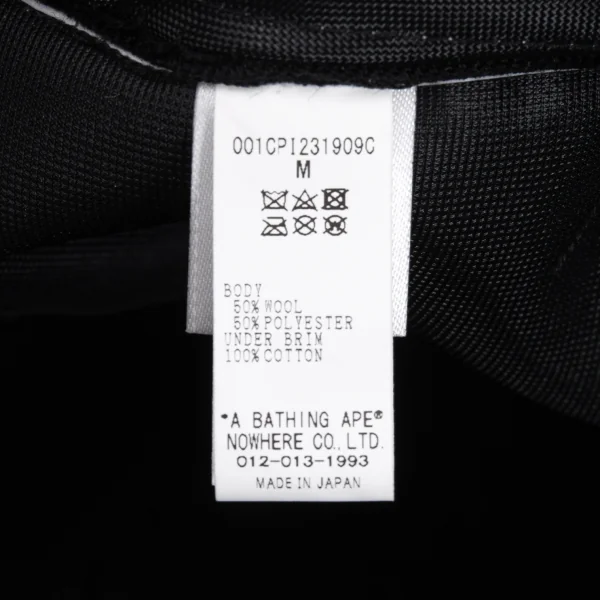 001CPI231909C
M
BODY
50% WOOL
50% POLYESTER
UNDER BRIM
100% COTTON
*A BATHING APE®
NOWHERE CO., LTD.
012-013-1993
MADE IN JAPAN